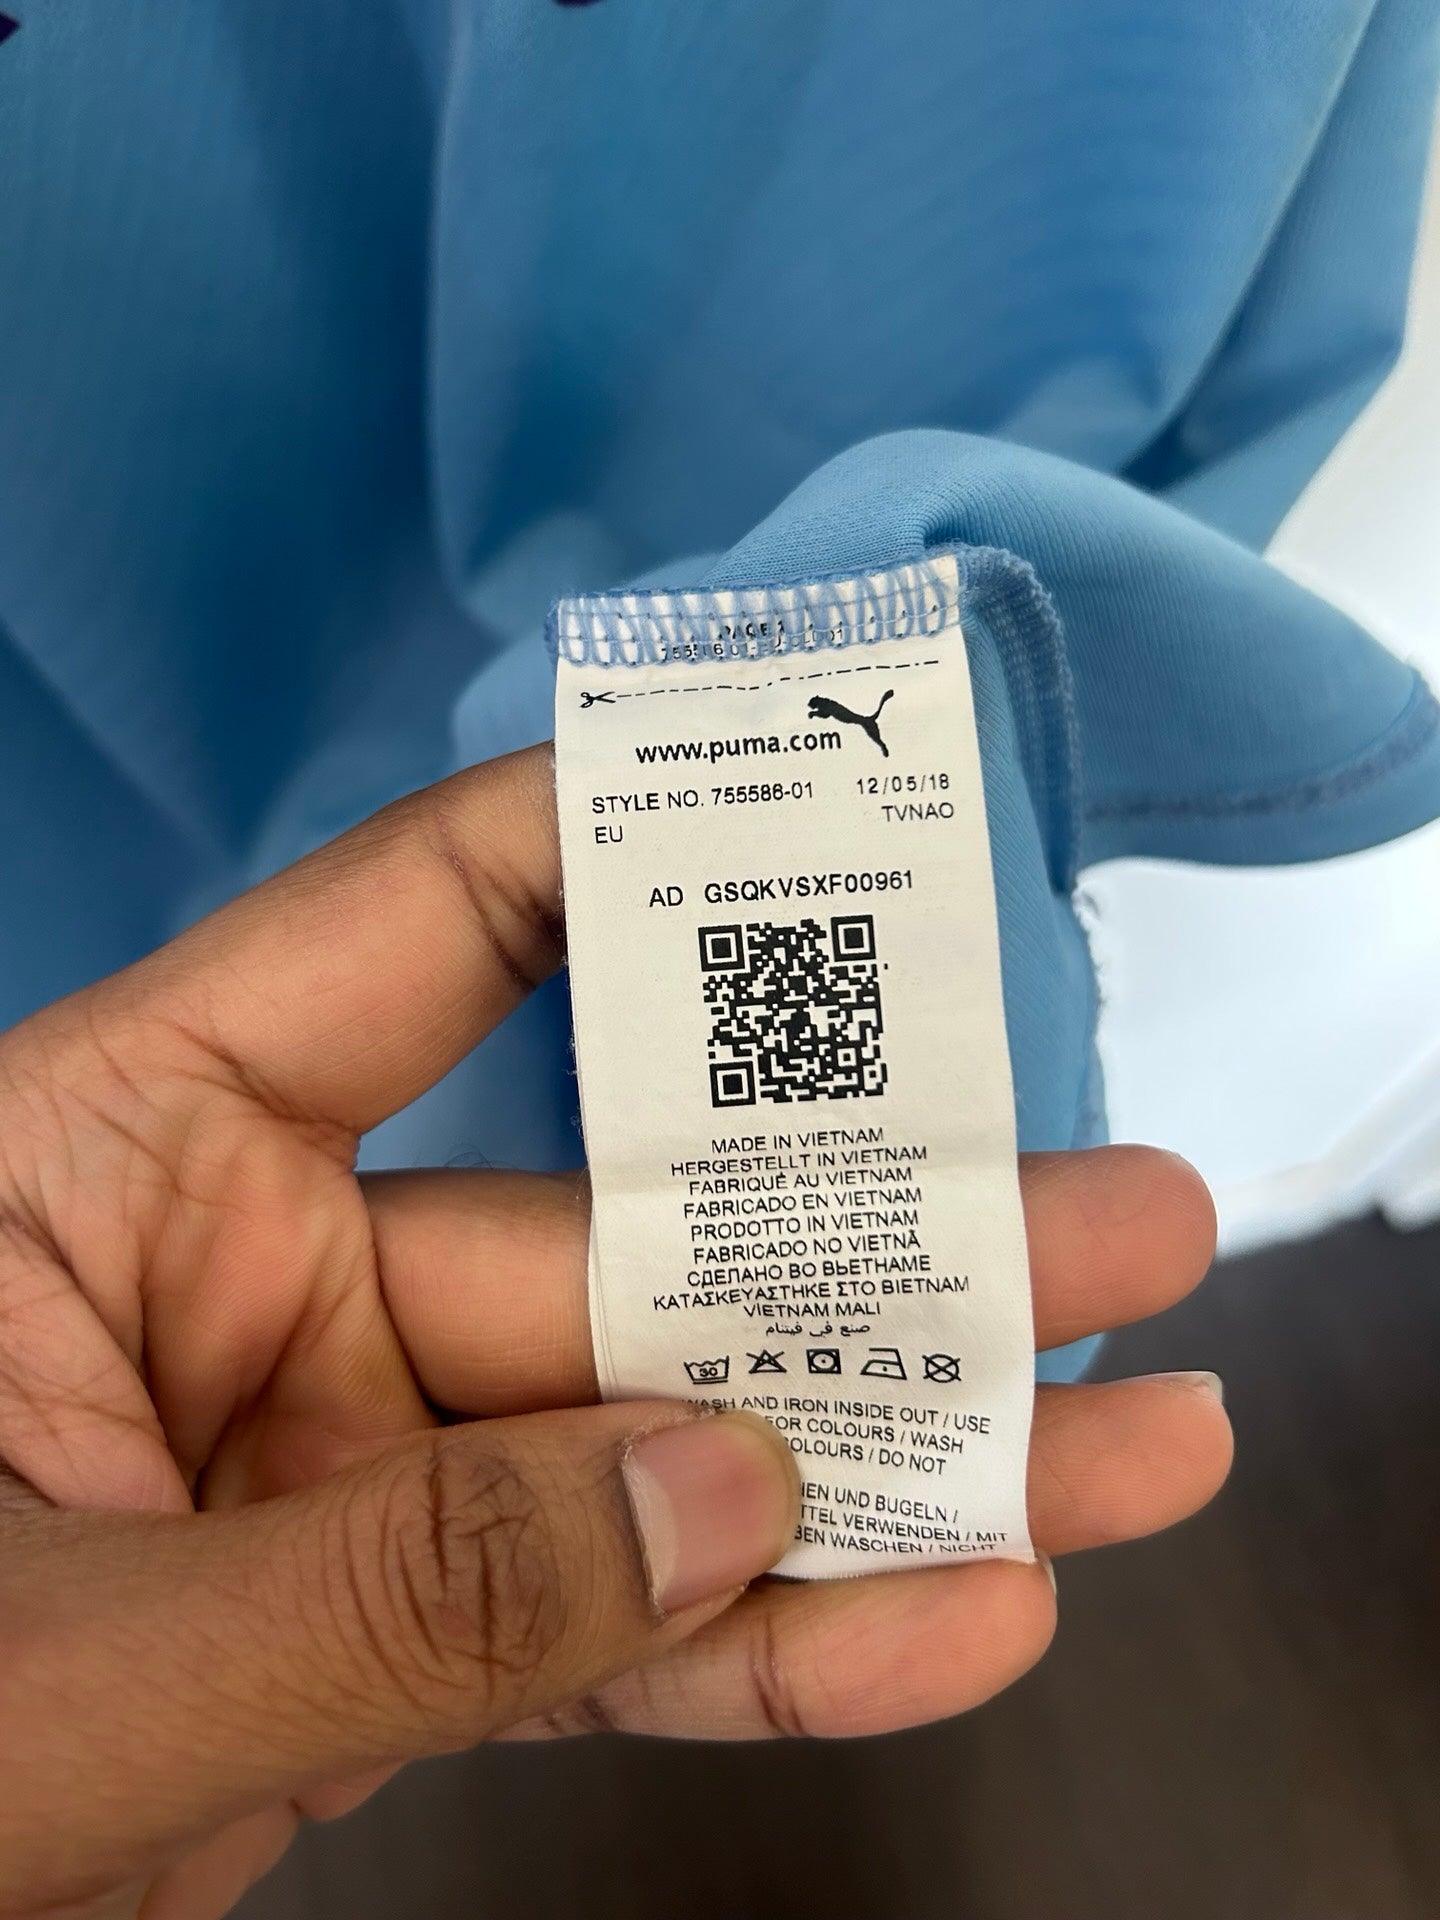 PAGE 1
www.puma.com
STYLE NO. 755586-01 12/05/18
EU TVNAO
AD GSQKVSXF00961
MADE IN VIETNAM
HERGESTELLT IN VIETNAM
FABRIQUÉ AU VIETNAM
FABRICADO EN VIETNAM
PRODOTTO IN VIETNAM
FABRICADO NO VIETNÃ
СДЕЛАНО ВО ВЬЕТНАМЕ
ΚΑΤΑΣΚΕΥΑΣΤΗΚΕ ΣΤΟ ΒΙΕΤΝΑΜ
VIETNAM MALI
صنع في فيتنام
30
WASH AND IRON INSIDE OUT / USE
FOR COLOURS / WASH
COLOURS / DO NOT
UND BUGELN /
VERWENDEN / MIT
WASCHEN / NICHT